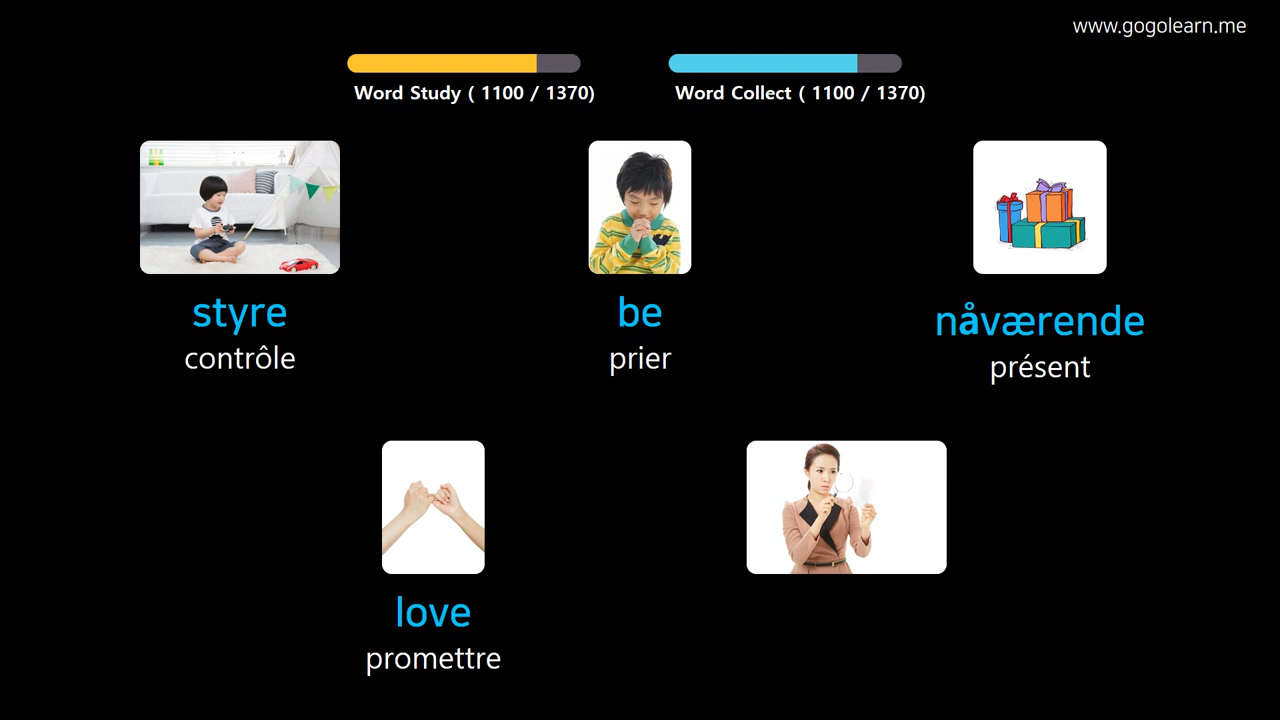 www.gogolearn.me
Word Study ( 1100 / 1370)
Word Collect ( 1100 / 1370)
styre
contrôle
be
prier
nåværende
présent
love
promettre